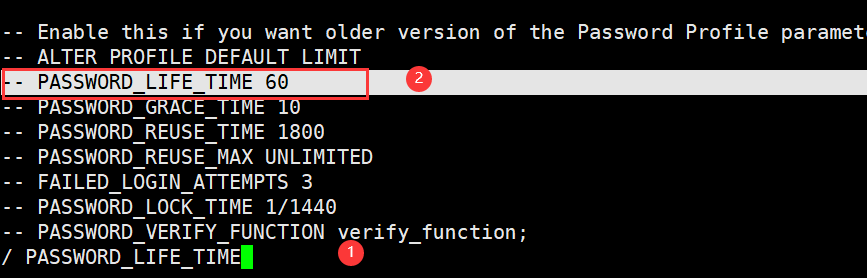 -- Enable this if you want older version of the Password Profile paramet
-- ALTER PROFILE DEFAULT LIMIT
-- PASSWORD_LIFE_TIME 60 2
-- PASSWORD_GRACE_TIME 10
-- PASSWORD_REUSE_TIME 1800
-- PASSWORD_REUSE_MAX UNLIMITED
-- FAILED_LOGIN_ATTEMPTS 3
-- PASSWORD_LOCK_TIME 1/1440
-- PASSWORD_VERIFY_FUNCTION verify_function;
/ PASSWORD_LIFE_TIME 1